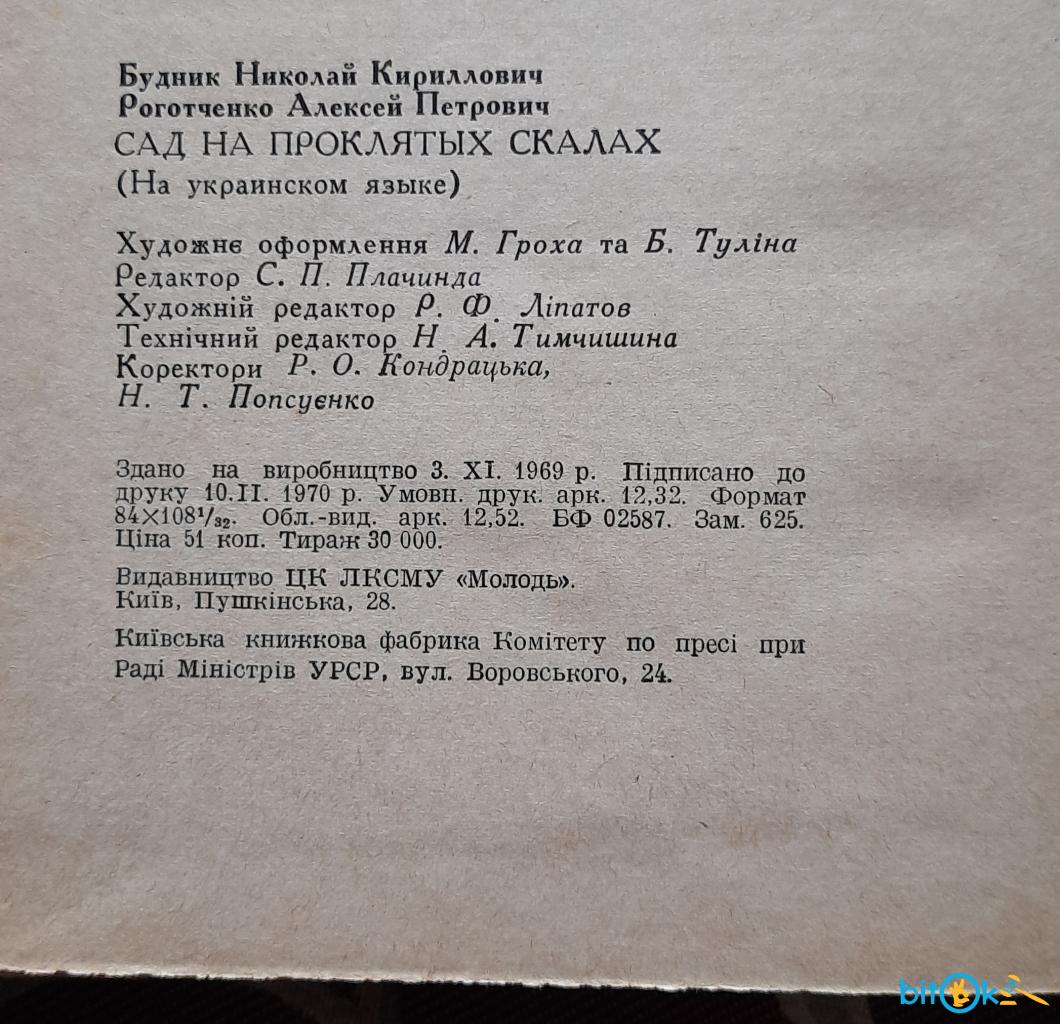 Будник Николай Кириллович
Роготченко Алексей Петрович
САД НА ПРОКЛЯТЫХ СКАЛАХ
(На украинском языке)
Художнє оформлення М. Гроха та Б. Туліна
Редактор С. П. Плачинда
Художній редактор Р. Ф. Ліпатов
Технічний редактор Н. А. Тимчишина
Коректори Р. О. Кондрацька,
Н. Т. Попсуєнко
Здано на виробництво 3. XI. 1969 р. Підписано до
друку 10.II. 1970 р. Умовн. друк. арк. 12,32. Формат
84×108¹/₃₂. Обл.-вид. арк. 12,52. БФ 02587. Зам. 625.
Ціна 51 коп. Тираж 30 000.
Видавництво ЦК ЛКСМУ «Молодь».
Київ, Пушкінська, 28.
Київська книжкова фабрика Комітету по пресі при
Раді Міністрів УРСР, вул. Воровського, 24.
bitOk